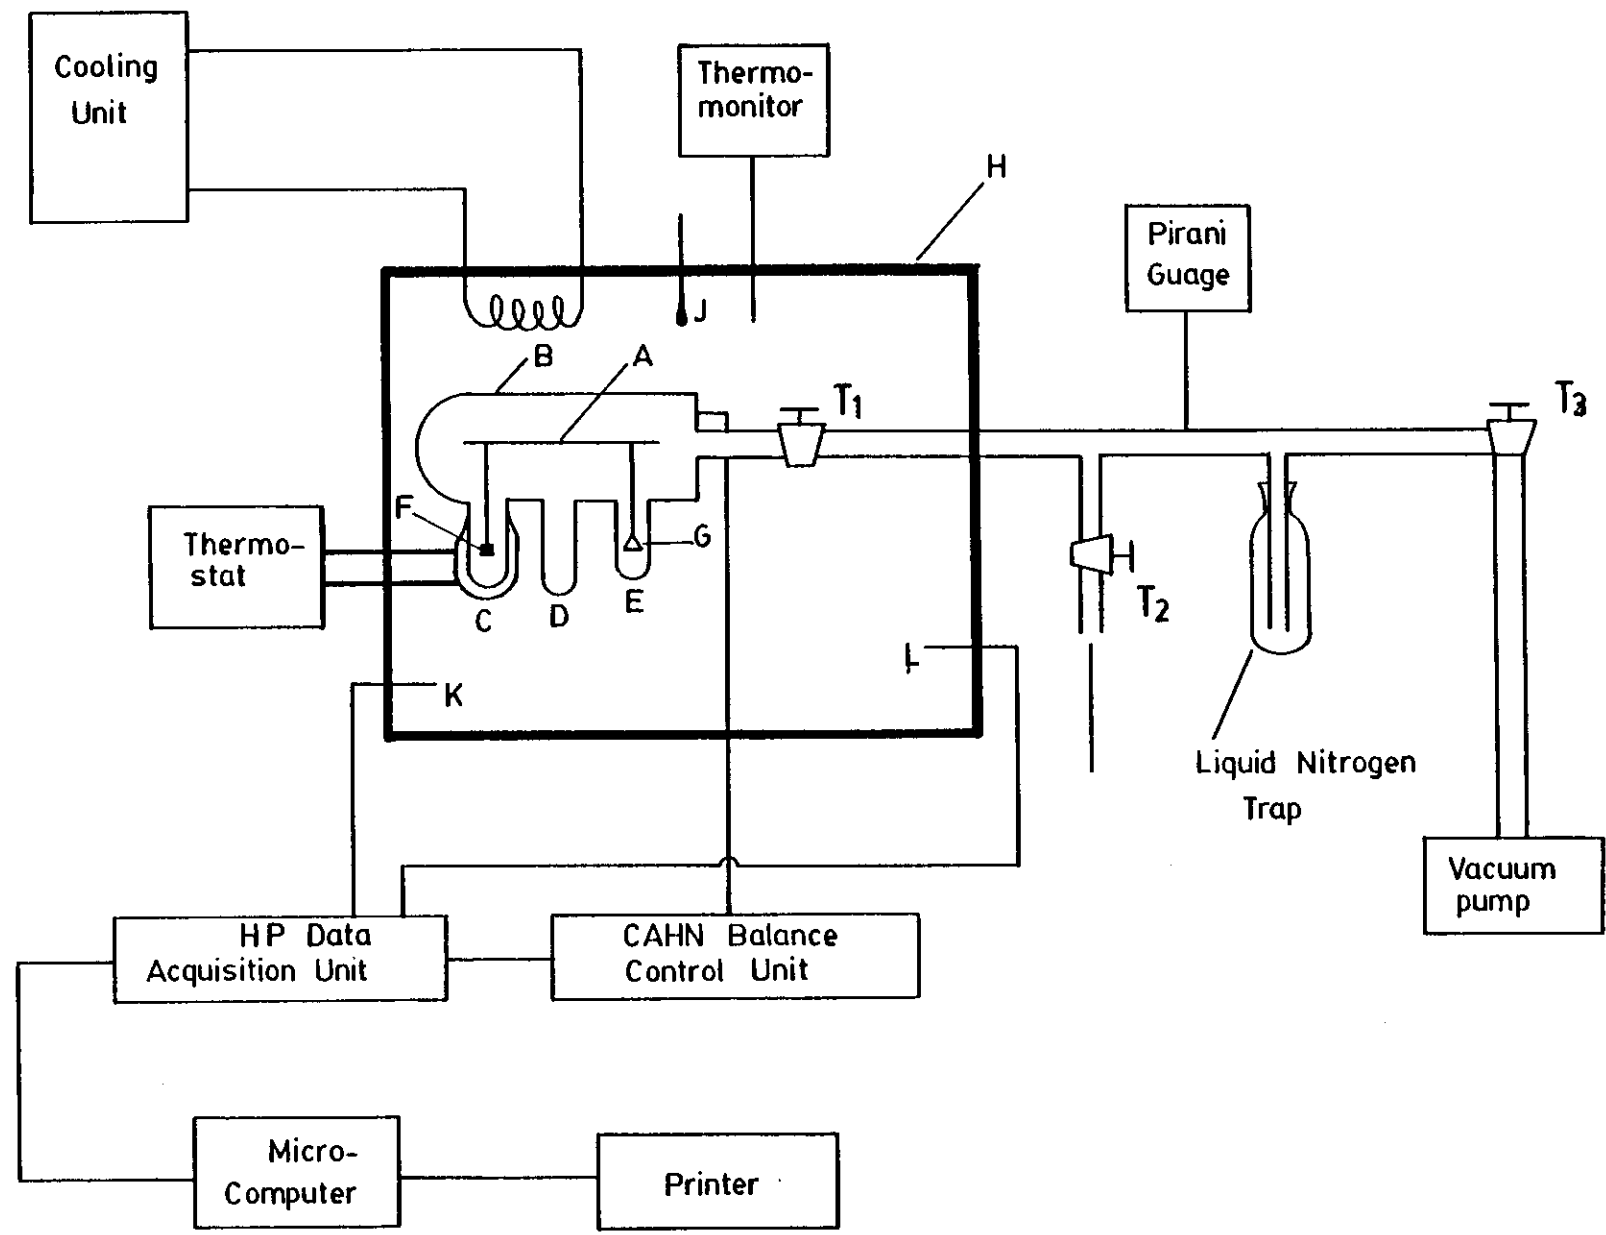 Cooling
Unit
Thermo-
monitor
H
Pirani
Guage
J
B
A
T1
T3
F
G
Thermo-
stat
C
D
E
T2
L
K
Liquid Nitrogen
Trap
Vacuum
pump
HP Data
Acquisition Unit
CAHN Balance
Control Unit
Micro-
Computer
Printer